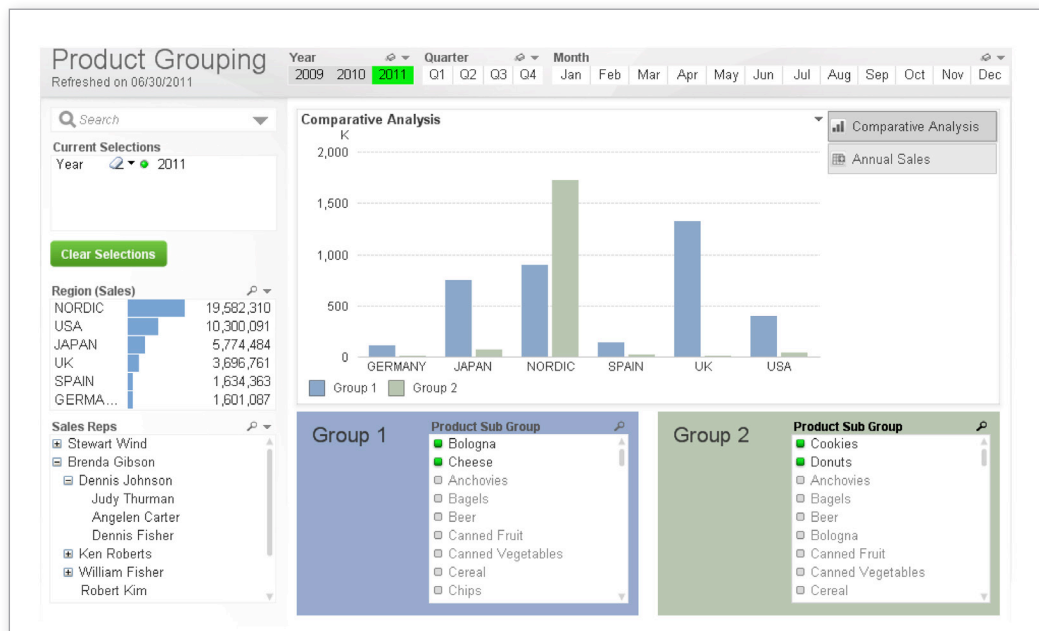 Product Grouping
Refreshed on 06/30/2011
Year
2009 2010 2011
Quarter
Q1 Q2 Q3 Q4
Month
Jan Feb Mar Apr May Jun Jul Aug Sep Oct Nov Dec
Search
Current Selections
Year 2011
Clear Selections
Region (Sales)
NORDIC 19,582,310
USA 10,300,091
JAPAN 5,774,484
UK 3,696,761
SPAIN 1,634,363
GERMA... 1,601,087
Sales Reps
Stewart Wind
Brenda Gibson
Dennis Johnson
Judy Thurman
Angelen Carter
Dennis Fisher
Ken Roberts
William Fisher
Robert Kim
Comparative Analysis
K
2,000
1,500
1,000
500
0
GERMANY JAPAN NORDIC SPAIN UK USA
Group 1 Group 2
Comparative Analysis
Annual Sales
Group 1
Product Sub Group
Bologna
Cheese
Anchovies
Bagels
Beer
Canned Fruit
Canned Vegetables
Cereal
Chips
Group 2
Product Sub Group
Cookies
Donuts
Anchovies
Bagels
Beer
Bologna
Canned Fruit
Canned Vegetables
Cereal